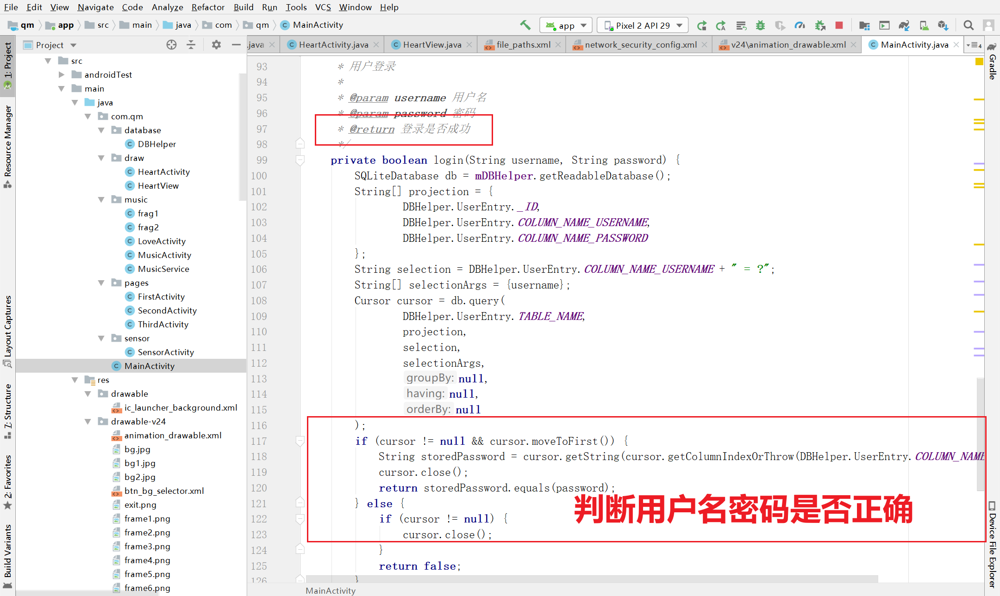 File Edit View Navigate Code Analyze Refactor Build Run Tools VCS Window Help
qm app src main java com qm MainActivity
app Pixel 2 API 29
Project
.java HeartActivity.java HeartView.java file_paths.xml network_security_config.xml v24\animation_drawable.xml MainActivity.java 4
1: Project
Resource Manager
Layout Captures
7: Structure
2: Favorites
Build Variants
src
androidTest
main
java
com.qm
database
DBHelper
draw
HeartActivity
HeartView
music
frag1
frag2
LoveActivity
MusicActivity
MusicService
pages
FirstActivity
SecondActivity
ThirdActivity
sensor
SensorActivity
MainActivity
res
drawable
ic_launcher_background.xml
drawable-v24
animation_drawable.xml
bg.jpg
bg1.jpg
bg2.jpg
btn_bg_selector.xml
exit.png
frame1.png
frame2.png
frame3.png
frame4.png
frame5.png
frame6.png
93 * 用户登录
94 *
95 * @param username 用户名
96 * @param password 密码
97 * @return 登录是否成功
98 */
99 private boolean login(String username, String password) {
100 SQLiteDatabase db = mDBHelper.getReadableDatabase();
101 String[] projection = {
102 DBHelper.UserEntry._ID,
103 DBHelper.UserEntry.COLUMN_NAME_USERNAME,
104 DBHelper.UserEntry.COLUMN_NAME_PASSWORD
105 };
106 String selection = DBHelper.UserEntry.COLUMN_NAME_USERNAME + " = ?";
107 String[] selectionArgs = {username};
108 Cursor cursor = db.query(
109 DBHelper.UserEntry.TABLE_NAME,
110 projection,
111 selection,
112 selectionArgs,
113 groupBy: null,
114 having: null,
115 orderBy: null
116 );
117 if (cursor != null && cursor.moveToFirst()) {
118 String storedPassword = cursor.getString(cursor.getColumnIndexOrThrow(DBHelper.UserEntry.COLUMN_NAME
119 cursor.close();
120 return storedPassword.equals(password);
121 } else {
判断用户名密码是否正确
122 if (cursor != null) {
123 cursor.close();
124 }
125 return false;
126 }
MainActivity
Gradle
Device File Explorer